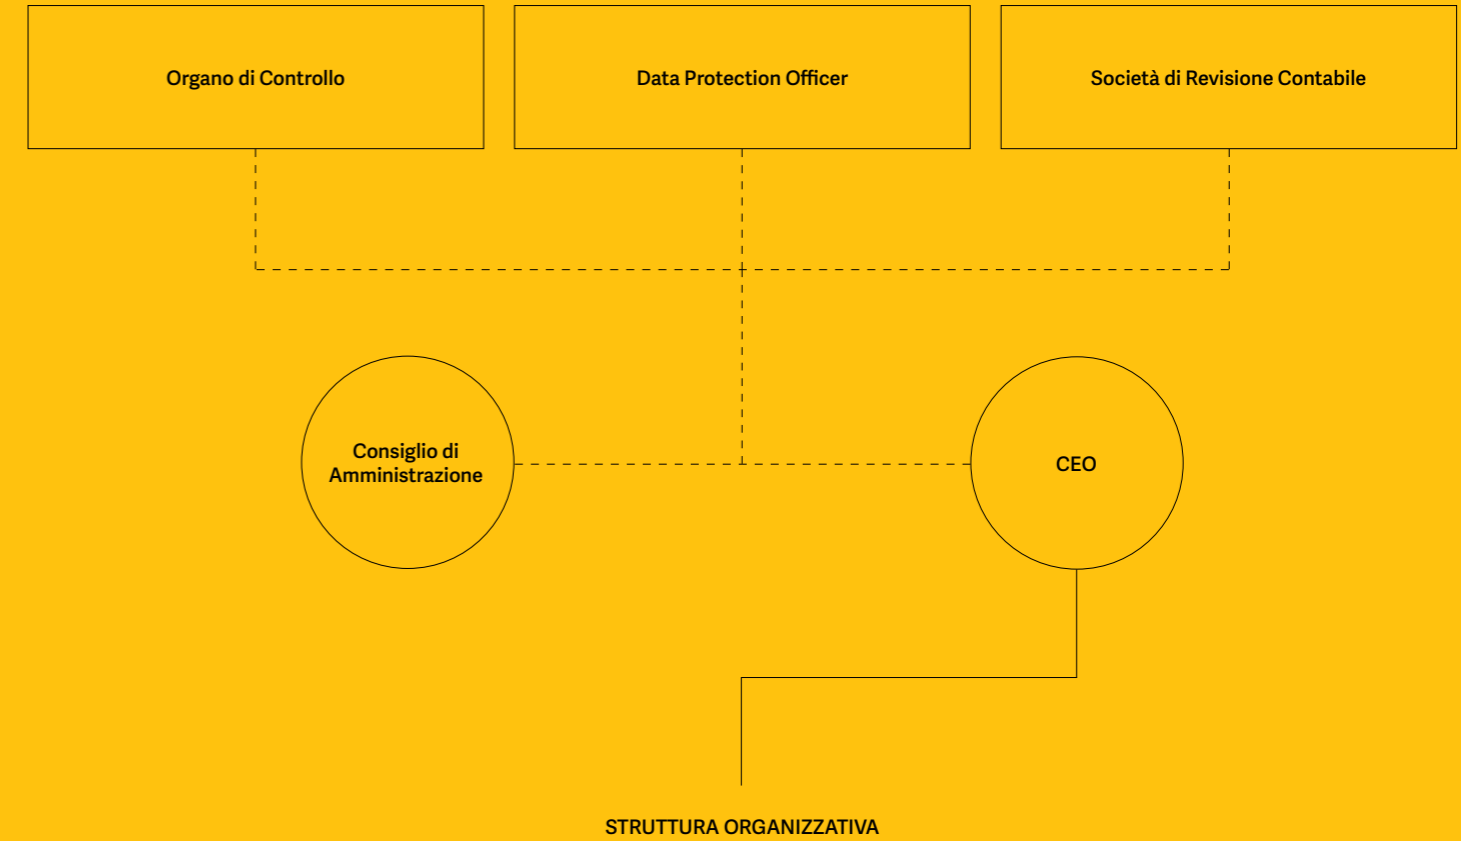 Organo di Controllo
Data Protection Officer
Società di Revisione Contabile
Consiglio di
Amministrazione
CEO
STRUTTURA ORGANIZZATIVA